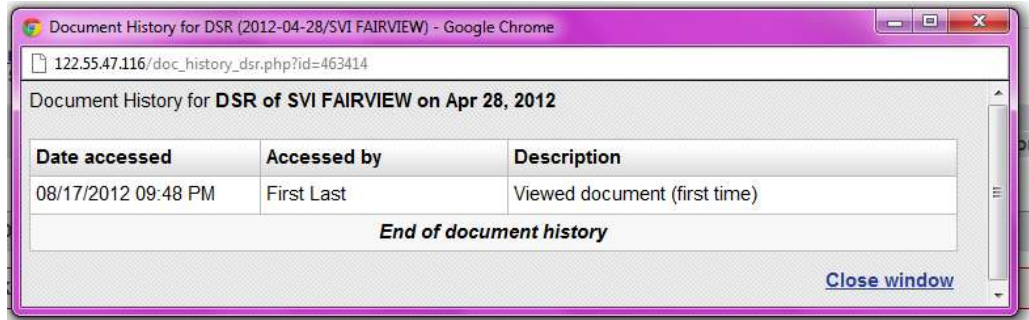 Document History for DSR (2012-04-28/SVI FAIRVIEW) - Google Chrome
122.55.47.116/doc_history_dsr.php?id=463414
Document History for DSR of SVI FAIRVIEW on Apr 28, 2012
Date accessed Accessed by Description
08/17/2012 09:48 PM First Last Viewed document (first time)
End of document history
Close window